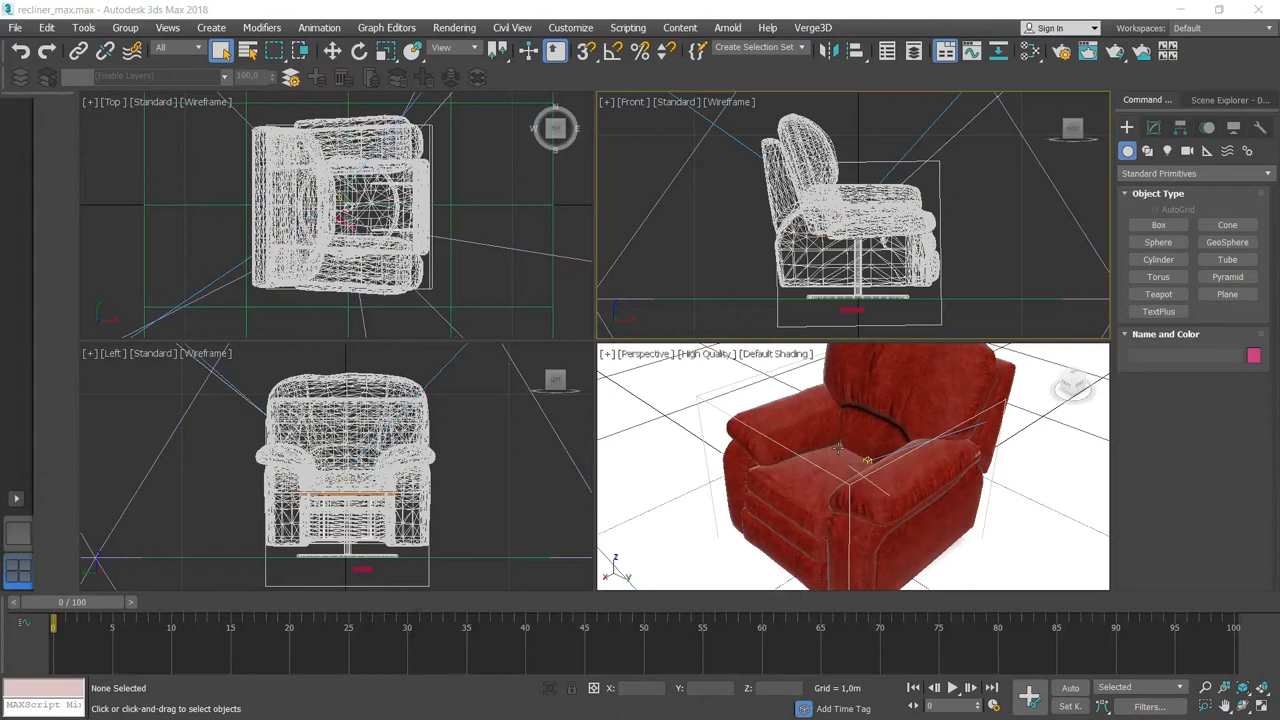 recliner_max.max - Autodesk 3ds Max 2018
File Edit Tools Group Views Create Modifiers Animation Graph Editors Rendering Civil View Customize Scripting Content Arnold Help Verge3D Sign In Workspaces: Default
All View Create Selection Set
(Enable Layers) 100,0
[+] [Top ] [Standard ] [Wireframe ]
[+] [Front ] [Standard ] [Wireframe ]
Command ... Scene Explorer - D...
Standard Primitives
Object Type
AutoGrid
Box Cone
Sphere GeoSphere
Cylinder Tube
Torus Pyramid
Teapot Plane
TextPlus
Name and Color
[+] [Left ] [Standard ] [Wireframe ]
[+] [Perspective ] [High Quality ] [Default Shading ]
0 / 100
0 5 10 15 20 25 30 35 40 45 50 55 60 65 70 75 80 85 90 95 100
None Selected X: Y: Z: Grid = 1,0m Auto Selected
MAXScript Mi Click or click-and-drag to select objects Add Time Tag 0 Set K. Filters...